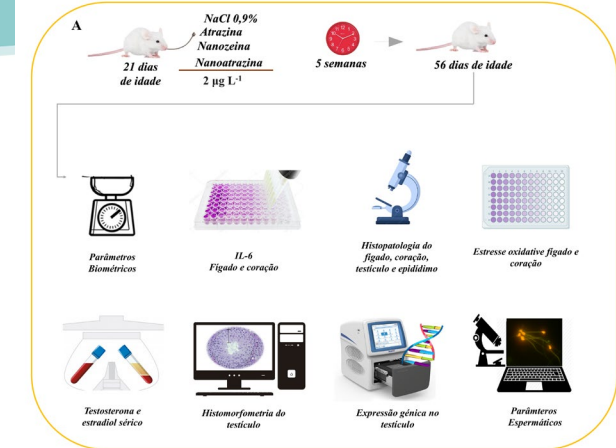 A
NaCl 0,9%
Atrazina
Nanozeina
Nanoatrazina
2 µg L⁻¹
21 dias
de idade
5 semanas
56 dias de idade
Parâmetros
Biométricos
IL-6
Fígado e coração
Histopatologia do
fígado, coração,
testículo e epidídimo
Estresse oxidative fígado e
coração
Testosterona e
estradiol sérico
Histomorfometria do
testículo
Expressão gênica no
testículo
Parâmteros
Espermáticos